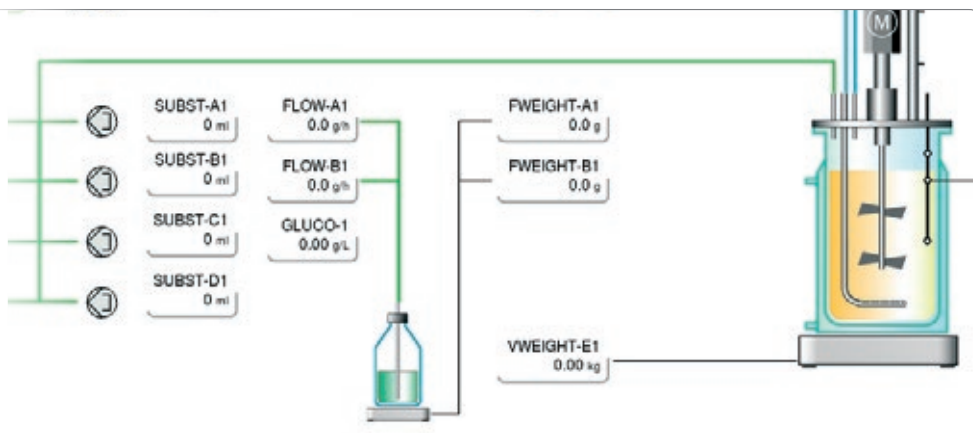 M
SUBST-A1 FLOW-A1 FWEIGHT-A1
0 ml 0.0 g/h 0.0 g
SUBST-B1 FLOW-B1 FWEIGHT-B1
0 ml 0.0 g/h 0.0 g
SUBST-C1 GLUCO-1
0 ml 0.00 g/L
SUBST-D1
0 ml
VWEIGHT-E1
0.00 kg